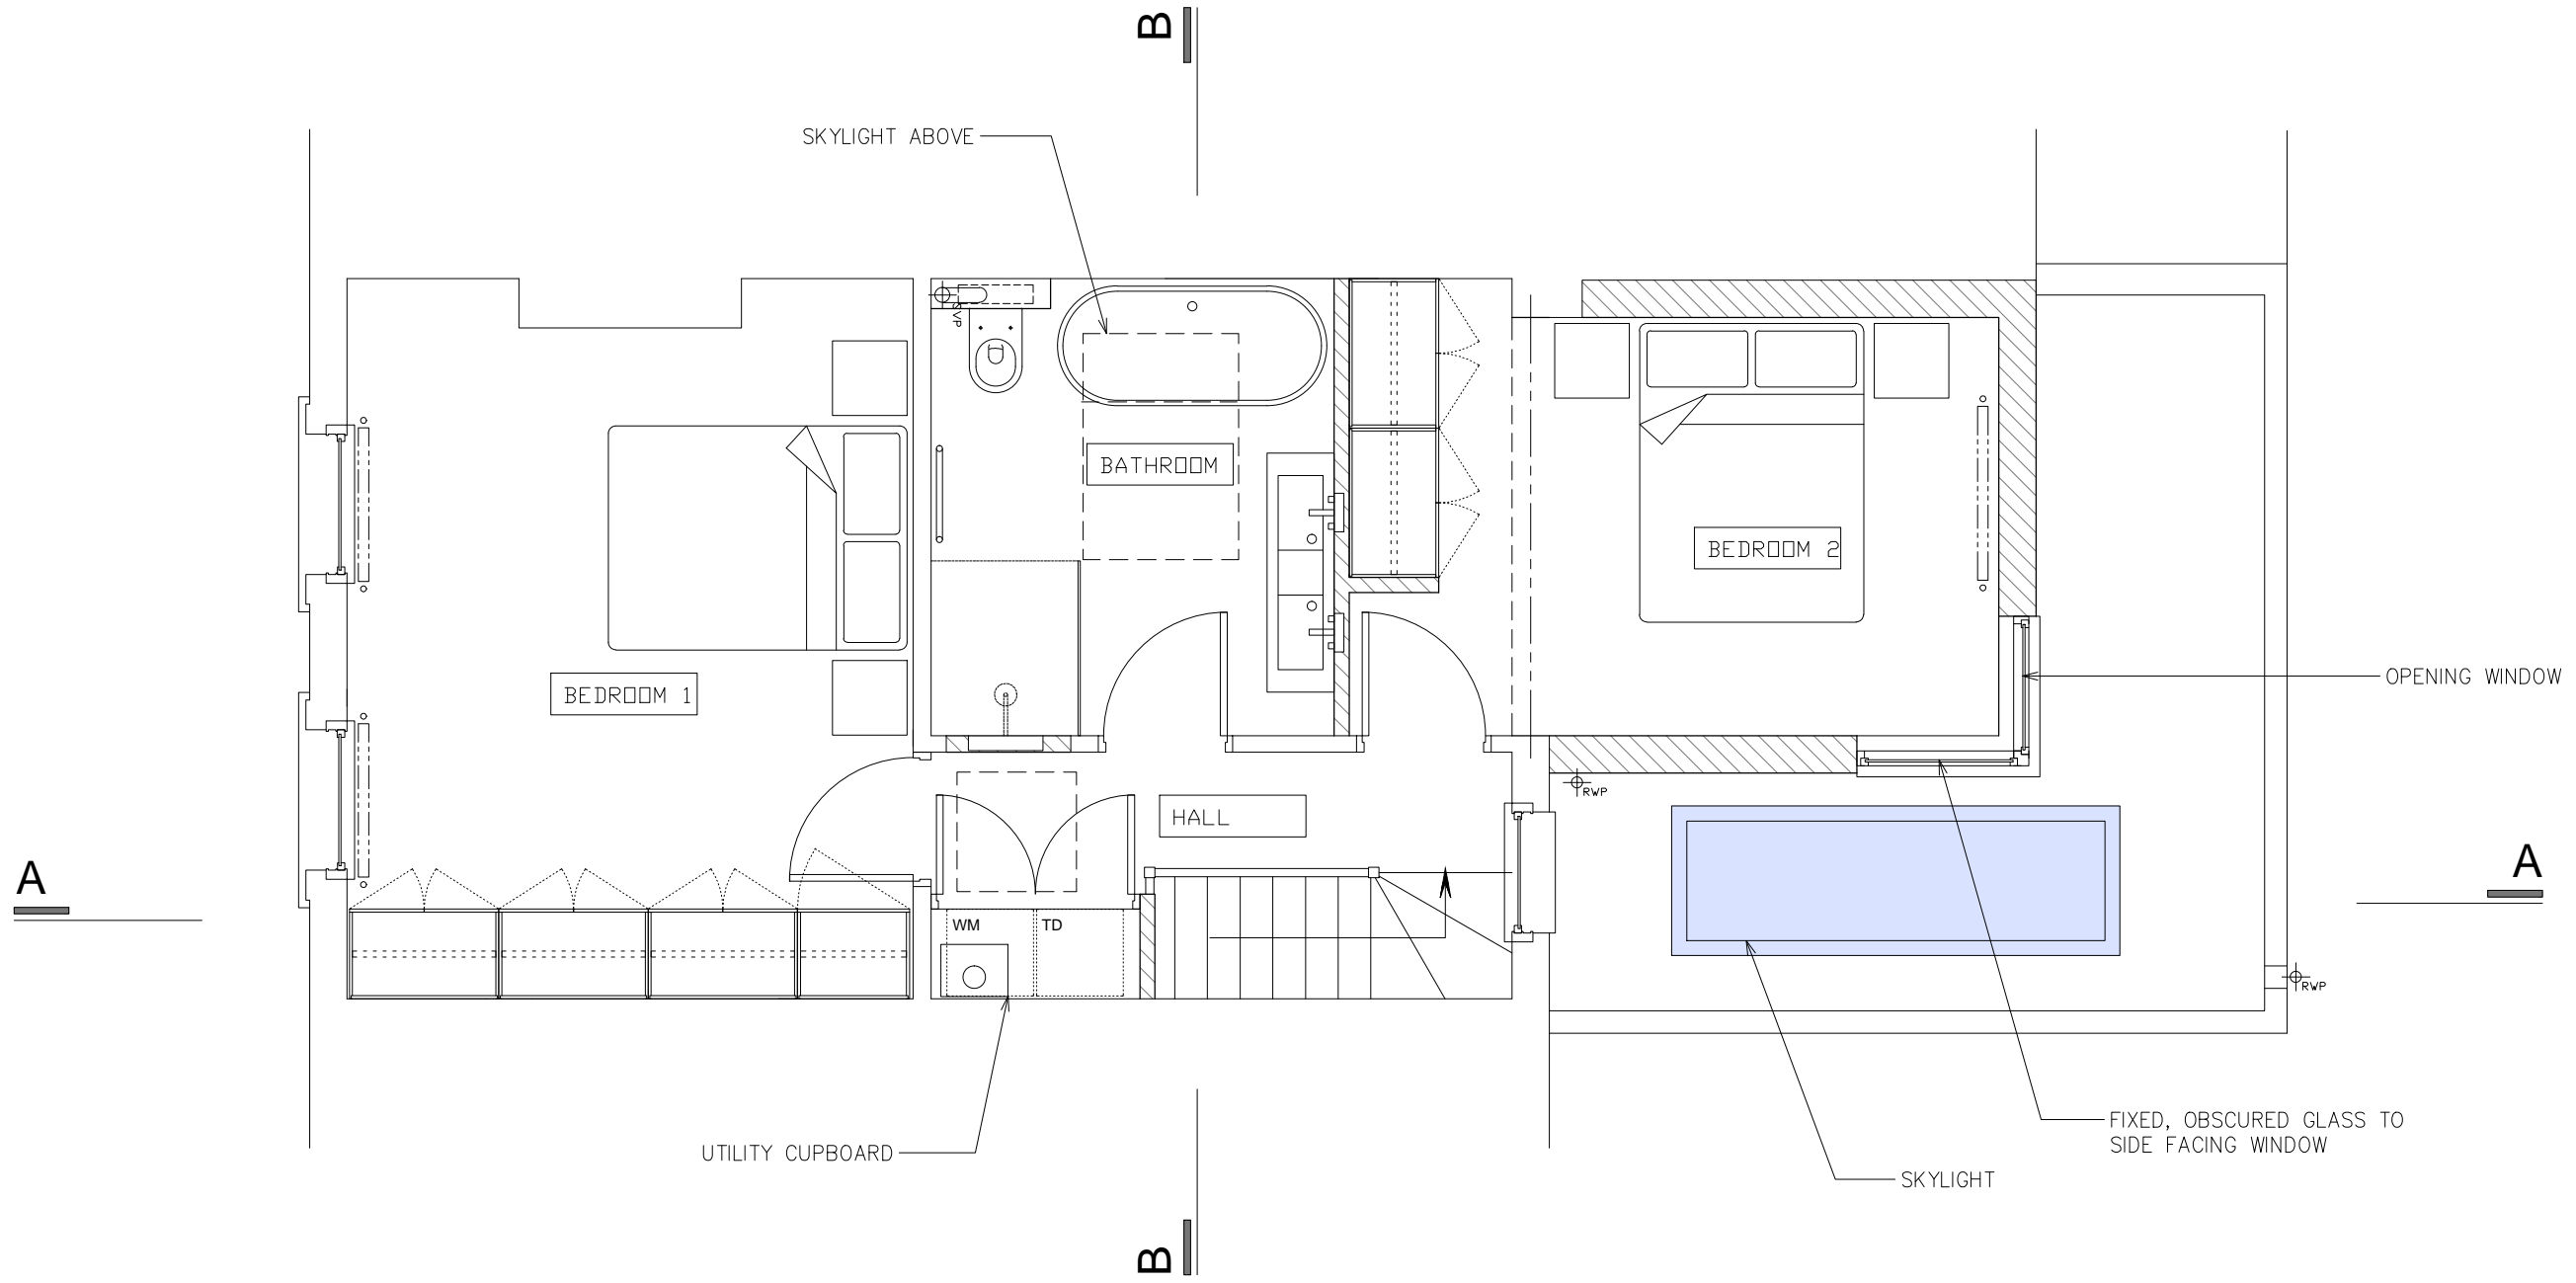 B
SKYLIGHT ABOVE
SVP
BATHROOM
BEDROOM 2
BEDROOM 1
OPENING WINDOW
RWP
HALL
A
A
WM
TD
RWP
FIXED, OBSCURED GLASS TO
SIDE FACING WINDOW
UTILITY CUPBOARD
SKYLIGHT
B